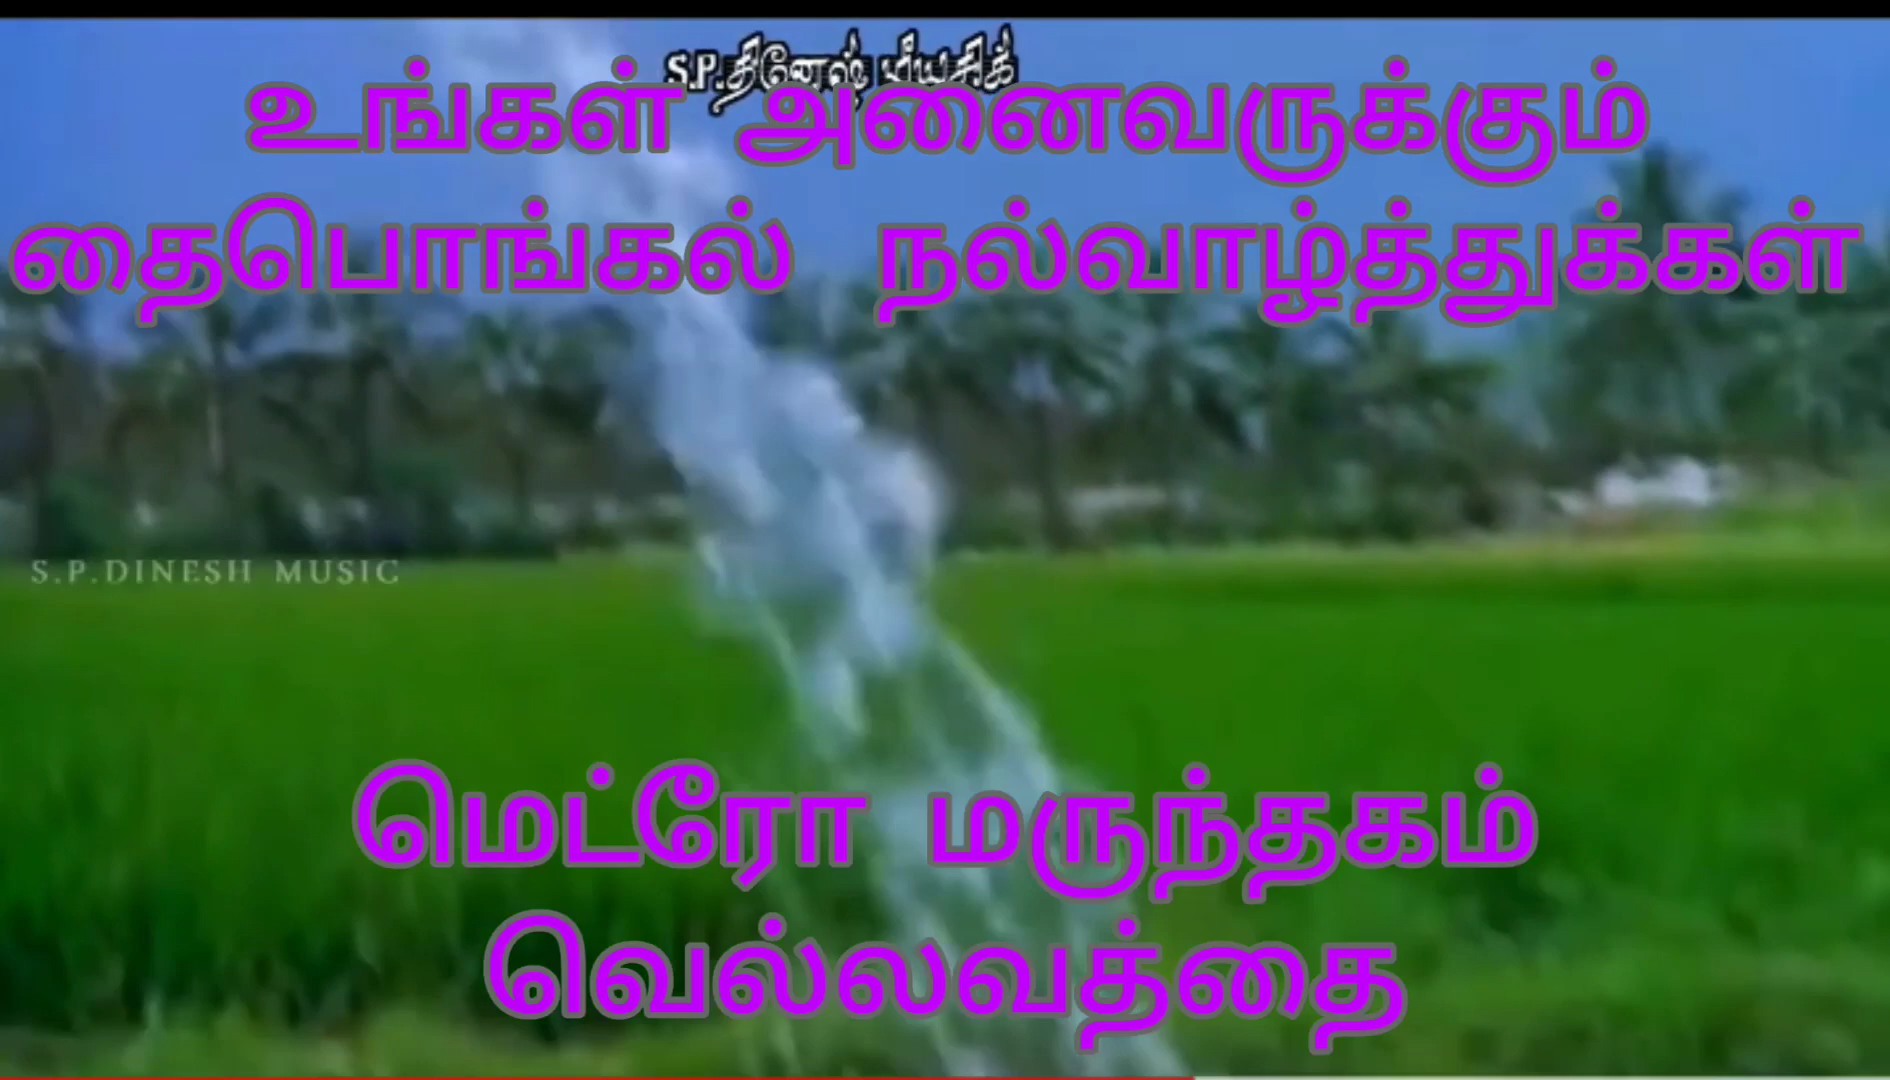 S.P.தினேஷ் மியூசிக்
உங்கள் அனைவருக்கும்
தைபொங்கல் நல்வாழ்த்துக்கள்
S.P.DINESH MUSIC
மெட்ரோ மருந்தகம்
வெல்லவத்தை